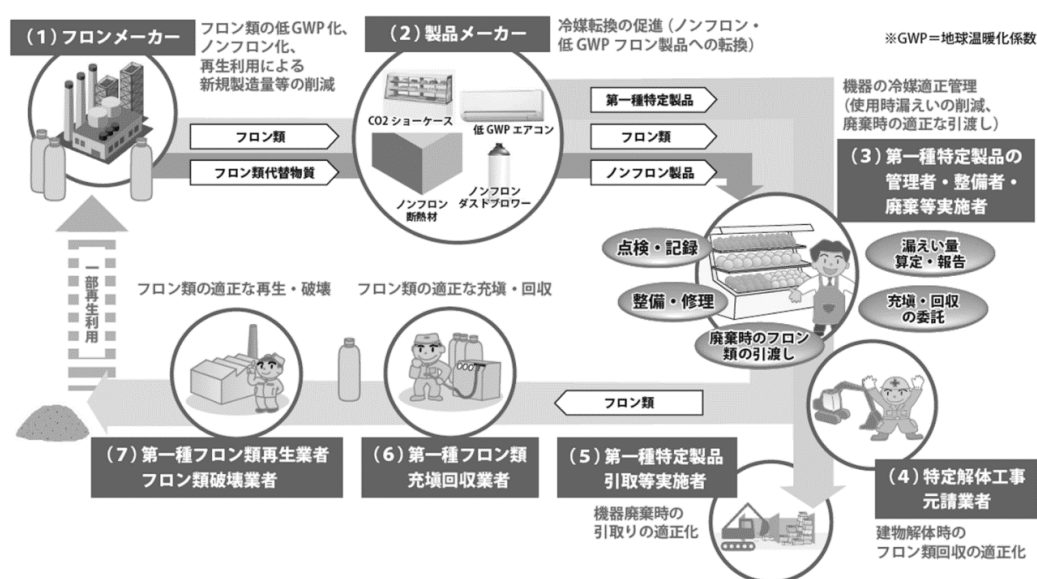 (1)フロンメーカー
フロン類の低GWP化、
ノンフロン化、
再生利用による
新規製造量等の削減
(2)製品メーカー
冷媒転換の促進(ノンフロン・
低GWPフロン製品への転換)
※GWP=地球温暖化係数
フロン類
フロン類代替物質
CO2ショーケース
低GWPエアコン
ノンフロン
断熱材
ノンフロン
ダストブロワー
第一種特定製品
フロン類
ノンフロン製品
機器の冷媒適正管理
(使用時漏えいの削減、
廃棄時の適正な引渡し)
(3)第一種特定製品の
管理者・整備者・
廃棄等実施者
点検・記録
整備・修理
廃棄時のフロン
類の引渡し
漏えい量
算定・報告
充塡・回収
の委託
(4)特定解体工事
元請業者
建物解体時の
フロン類回収の適正化
フロン類
(5)第一種特定製品
引取等実施者
機器廃棄時の
引取りの適正化
フロン類の適正な充塡・回収
(6)第一種フロン類
充塡回収業者
フロン類の適正な再生・破壊
(7)第一種フロン類再生業者
フロン類破壊業者
一部再生利用